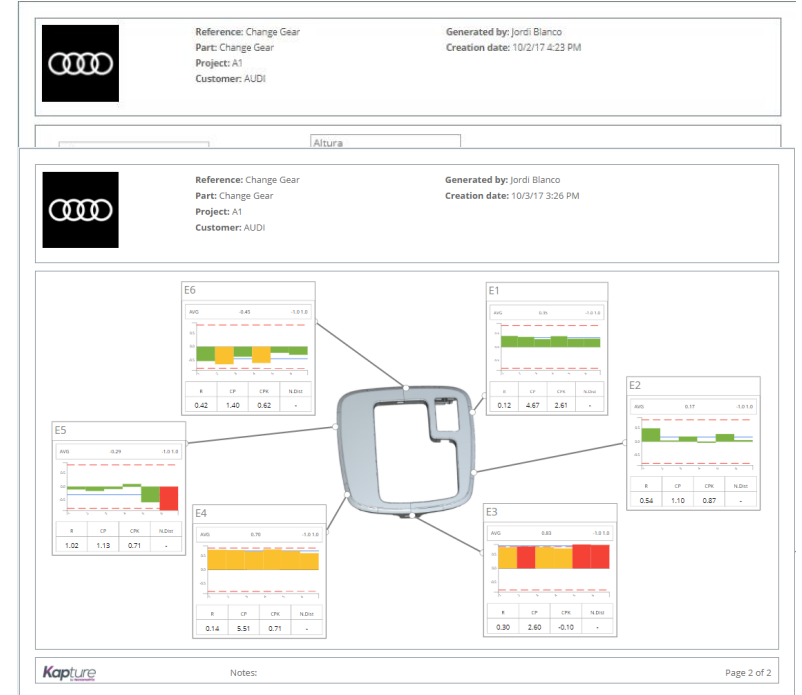 Reference: Change Gear
Part: Change Gear
Project: A1
Customer: AUDI
Generated by: Jordi Blanco
Creation date: 10/2/17 4:23 PM
Altura
Reference: Change Gear
Part: Change Gear
Project: A1
Customer: AUDI
Generated by: Jordi Blanco
Creation date: 10/3/17 3:26 PM
E6
AVG -0.45 -1.0 1.0
R CP CPK N.Dist
0.42 1.40 0.62 -
E1
AVG 0.35 -1.0 1.0
R CP CPK N.Dist
0.12 4.67 2.61 -
E2
AVG 0.17 -1.0 1.0
R CP CPK N.Dist
0.54 1.10 0.87 -
E5
AVG -0.29 -1.0 1.0
R CP CPK N.Dist
1.02 1.13 0.71 -
E4
AVG 0.70 -1.0 1.0
R CP CPK N.Dist
0.14 5.51 0.71 -
E3
AVG 0.83 -1.0 1.0
R CP CPK N.Dist
0.30 2.60 -0.10 -
Kapture
Notes:
Page 2 of 2